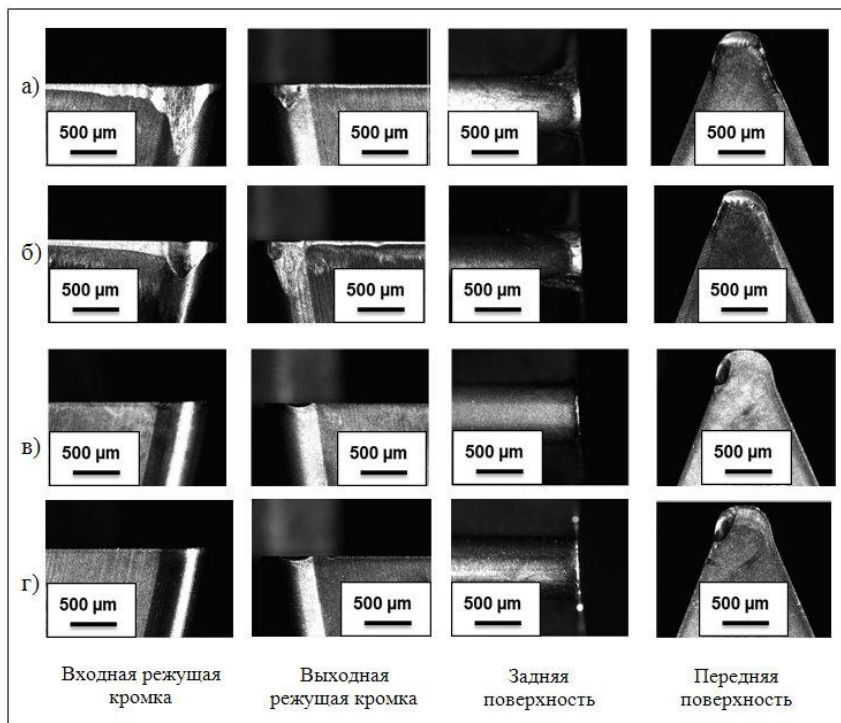 а)
500 µm
500 µm
500 µm
500 µm
б)
500 µm
500 µm
500 µm
500 µm
в)
500 µm
500 µm
500 µm
500 µm
г)
500 µm
500 µm
500 µm
500 µm
Входная режущая
кромка
Выходная
режущая кромка
Задняя
поверхность
Передняя
поверхность